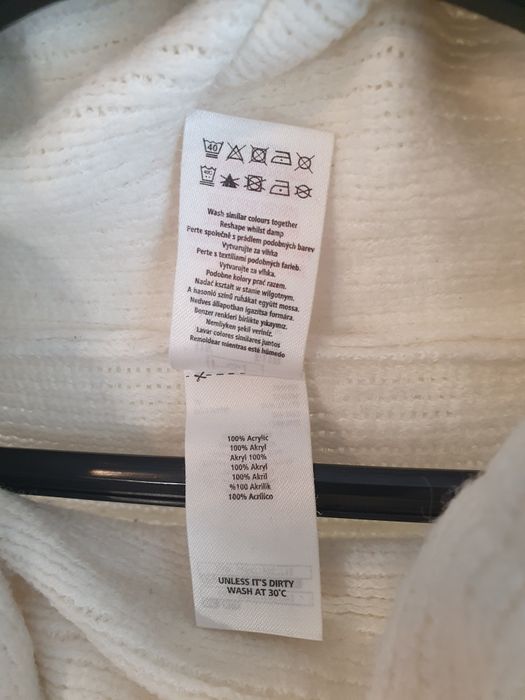 40
Wash similar colours together
Reshape whilst damp
Perte společně s prádlem podobných barev
Vytvarujte za vlhka
Perte s textíliami podobných farieb.
Vytvarujte za vlhka.
Podobne kolory prać razem.
Nadać kształt w stanie wilgotnym.
A hasonló színű ruhákat együtt mossa.
Nedves állapotban igazítsa formára.
Benzer renkleri birlikte yıkayınız.
Nemliyken şekil veriniz.
Lavar colores similares juntos
Remoldear mientras esté húmedo
100% Acrylic
100% Akryl
Akryl 100%
100% Akryl
100% Akril
%100 Akrilik
100% Acrílico
UNLESS IT'S DIRTY
WASH AT 30°C